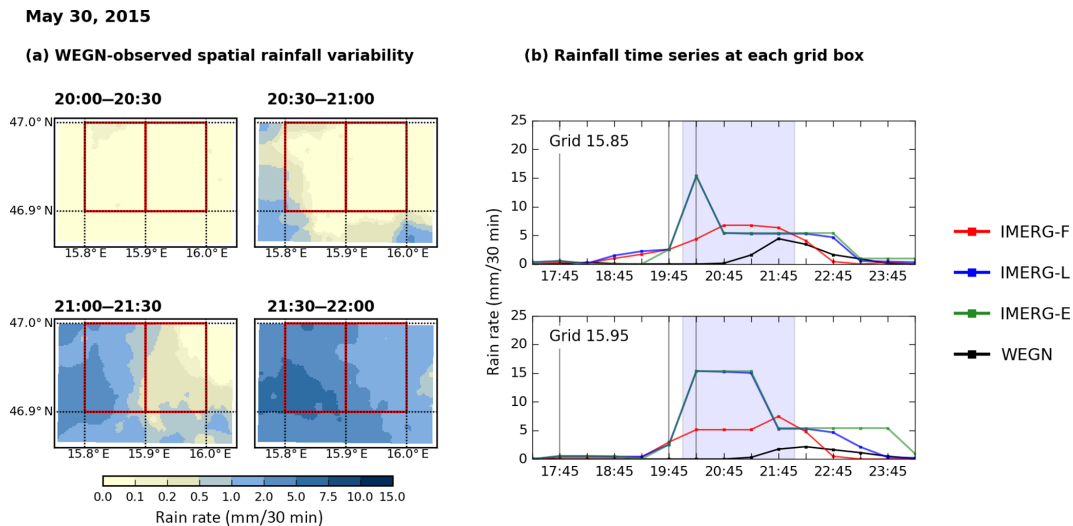 May 30, 2015
(a) WEGN-observed spatial rainfall variability
20:00—20:30
20:30—21:00
47.0° N
46.9° N
15.8° E
15.9° E
16.0° E
15.8° E
15.9° E
16.0° E
21:00—21:30
21:30—22:00
47.0° N
46.9° N
15.8° E
15.9° E
16.0° E
15.8° E
15.9° E
16.0° E
0.0 0.1 0.2 0.5 1.0 2.0 5.0 7.5 10.0 15.0
Rain rate (mm/30 min)
(b) Rainfall time series at each grid box
Rain rate (mm/30 min)
Grid 15.85
25
20
15
10
5
0
17:45 18:45 19:45 20:45 21:45 22:45 23:45
Grid 15.95
25
20
15
10
5
0
17:45 18:45 19:45 20:45 21:45 22:45 23:45
IMERG-F
IMERG-L
IMERG-E
WEGN